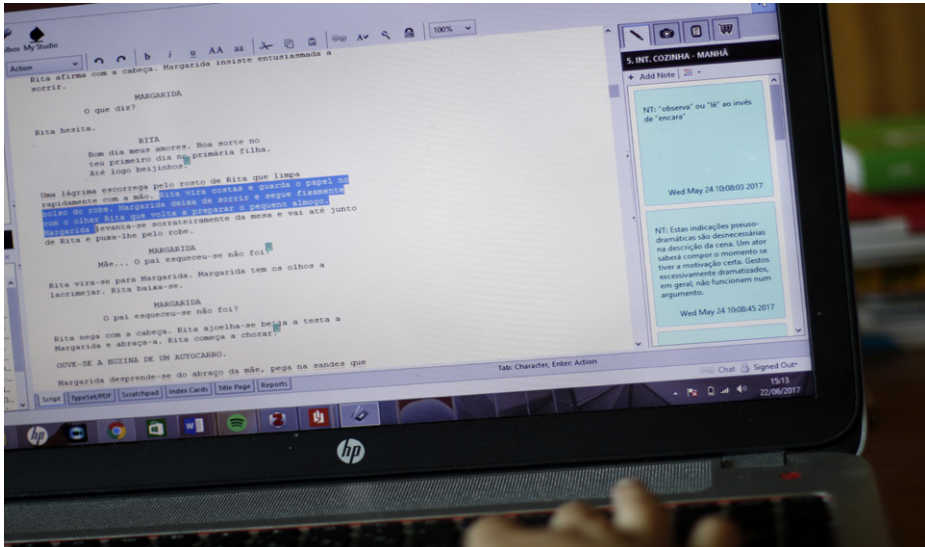 My Studio
Action
b i u AA aa
100%
Rita afirma com a cabeça. Margarida insiste entusiasmada a
sorrir.
MARGARIDA
O que diz?
Rita hesita.
RITA
Bom dia meus amores. Boa sorte no
teu primeiro dia na primária filha.
Até logo beijinhos.
Uma lágrima escorrega pelo rosto de Rita que limpa
rapidamente com a mão. Rita vira costas e guarda o papel no
bolso do robe. Margarida deixa de sorrir e segue fixamente
com o olhar Rita que volta a preparar o pequeno almoço.
Margarida levanta-se sorrateiramente da mesa e vai até junto
de Rita e puxa-lhe pelo robe.
MARGARIDA
Mãe... O pai esqueceu-se não foi?
Rita vira-se para Margarida. Margarida tem os olhos a
lacrimejar. Rita baixa-se.
MARGARIDA
O pai esqueceu-se não foi?
Rita nega com a cabeça. Rita ajoelha-se beija a testa a
Margarida e abraça-a. Rita começa a chorar.
OUVE-SE A BUZINA DE UM AUTOCARRO.
Margarida desprende-se do abraço da mãe, pega na sandes que
Script TypeSet/PDF Scratchpad Index Cards Title Page Reports
Tab: Character, Enter: Action
5. INT. COZINHA - MANHÃ
+ Add Note
NT: "observa" ou "lê" ao invés
de "encara"
Wed May 24 10:08:03 2017
NT: Estas indicações pseuso-
dramáticas são desnecessárias
na descrição da cena. Um ator
saberá compor o momento se
tiver a motivação certa. Gestos
excessivamente dramatizados,
em geral, não funcionam num
argumento.
Wed May 24 10:08:45 2017
Chat Signed Out
15:13
22/06/2017
hp
hp